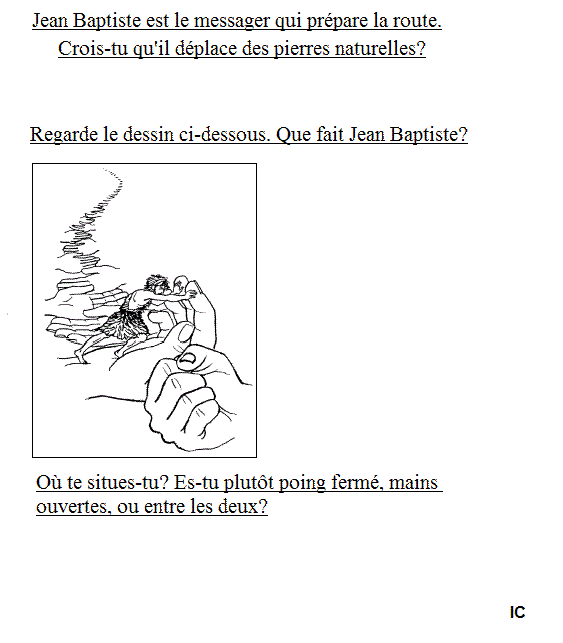 Jean Baptiste est le messager qui prépare la route.
Crois-tu qu'il déplace des pierres naturelles?
Regarde le dessin ci-dessous. Que fait Jean Baptiste?
Où te situes-tu? Es-tu plutôt poing fermé, mains
ouvertes, ou entre les deux?
IC